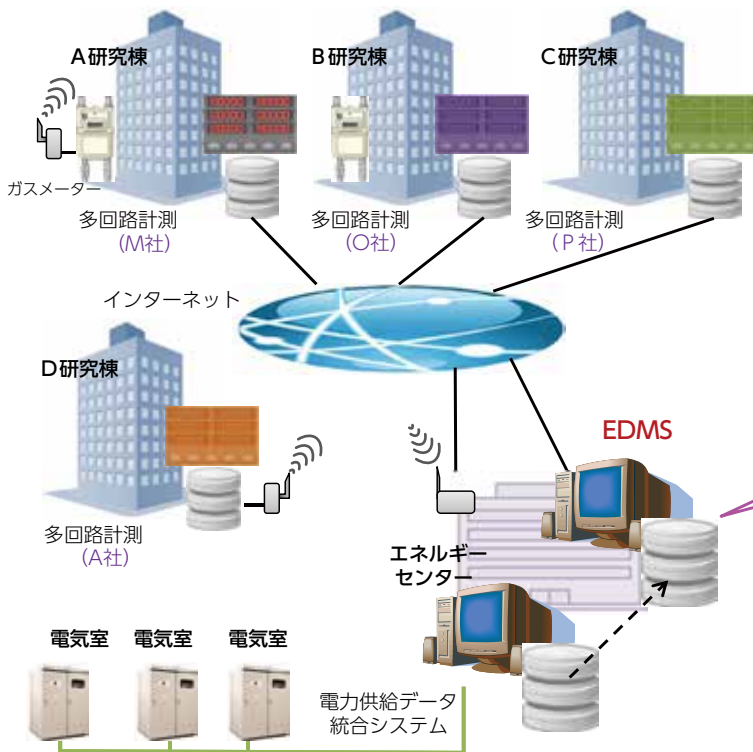 A研究棟
B研究棟
C研究棟
ガスメーター
多回路計測
(M社)
多回路計測
(O社)
多回路計測
(P社)
インターネット
D研究棟
EDMS
多回路計測
(A社)
エネルギー
センター
電気室
電気室
電気室
電力供給データ
統合システム